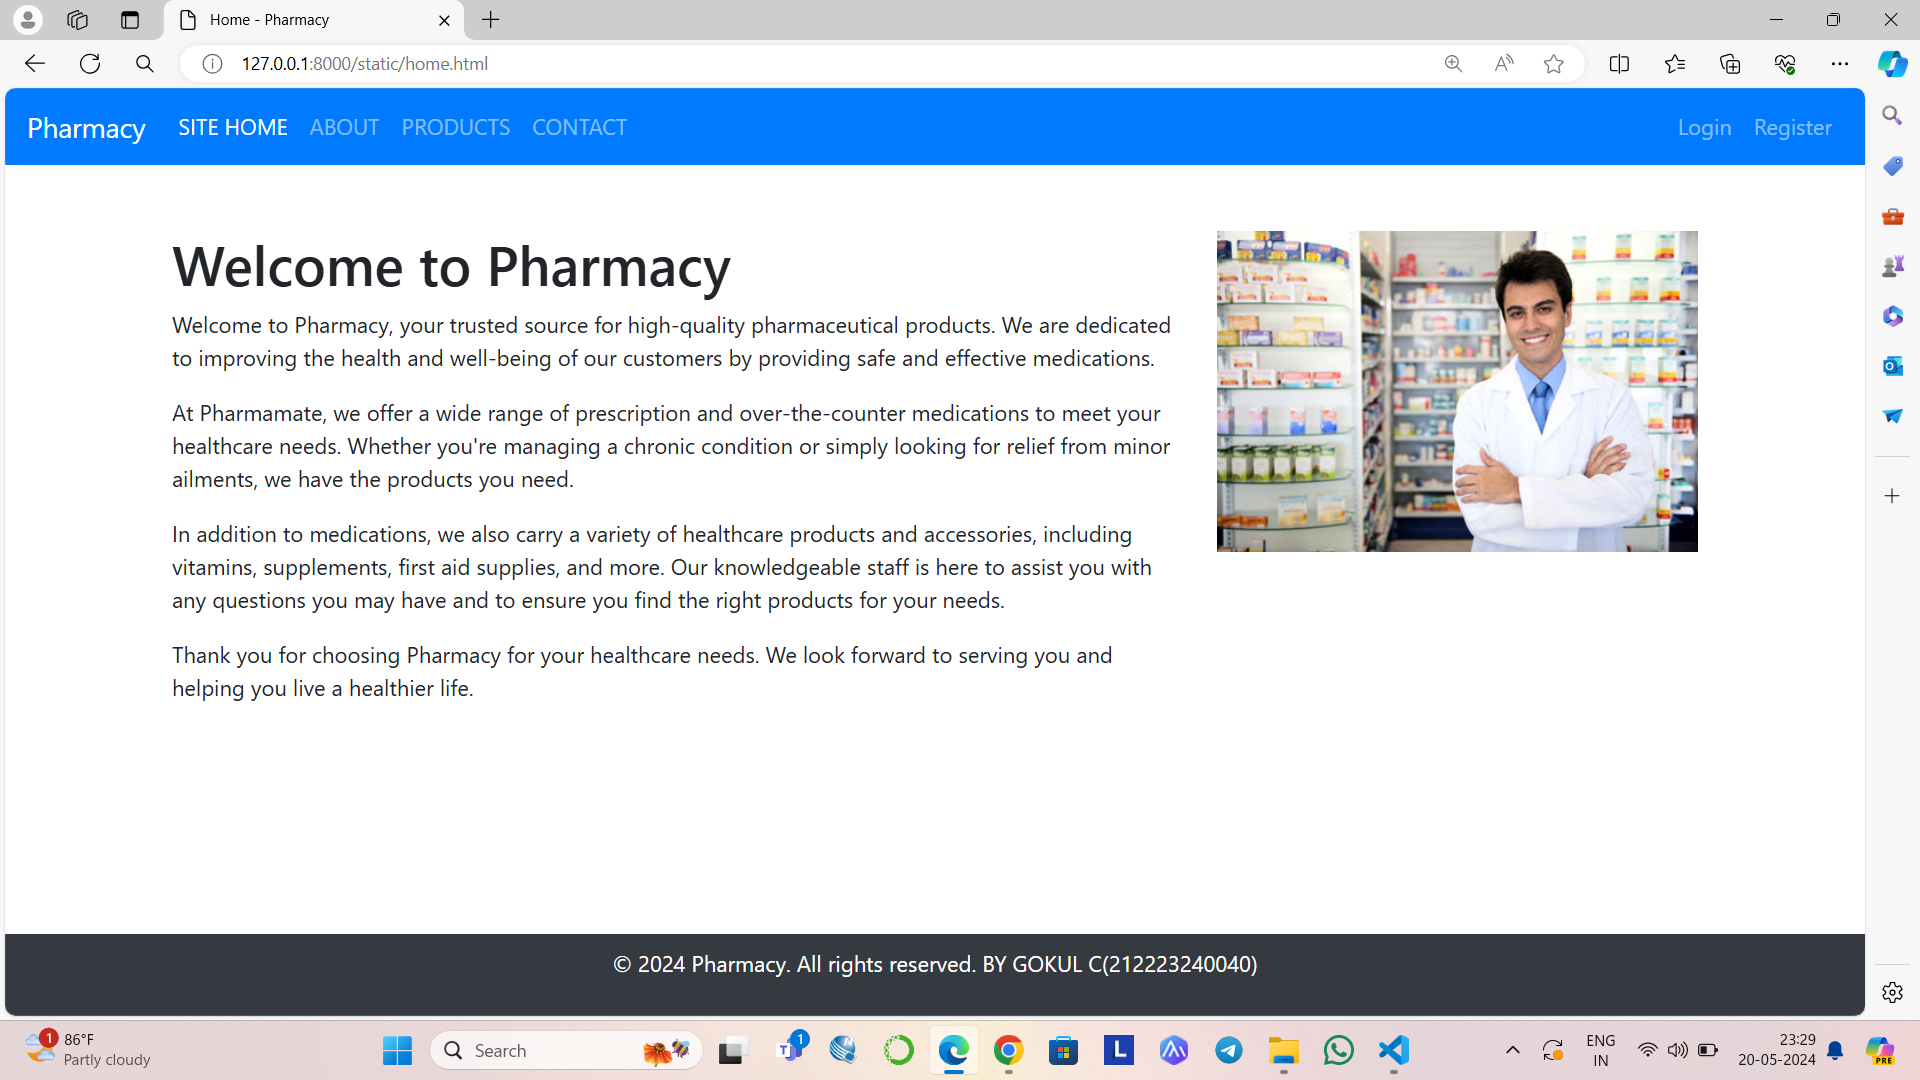 Home - Pharmacy
127.0.0.1:8000/static/home.html
Pharmacy SITE HOME ABOUT PRODUCTS CONTACT Login Register
Welcome to Pharmacy
Welcome to Pharmacy, your trusted source for high-quality pharmaceutical products. We are dedicated
to improving the health and well-being of our customers by providing safe and effective medications.
At Pharmamate, we offer a wide range of prescription and over-the-counter medications to meet your
healthcare needs. Whether you're managing a chronic condition or simply looking for relief from minor
ailments, we have the products you need.
In addition to medications, we also carry a variety of healthcare products and accessories, including
vitamins, supplements, first aid supplies, and more. Our knowledgeable staff is here to assist you with
any questions you may have and to ensure you find the right products for your needs.
Thank you for choosing Pharmacy for your healthcare needs. We look forward to serving you and
helping you live a healthier life.
© 2024 Pharmacy. All rights reserved. BY GOKUL C(212223240040)
1
86°F
Partly cloudy
Search
1
L
ENG
IN
23:29
20-05-2024
PRE